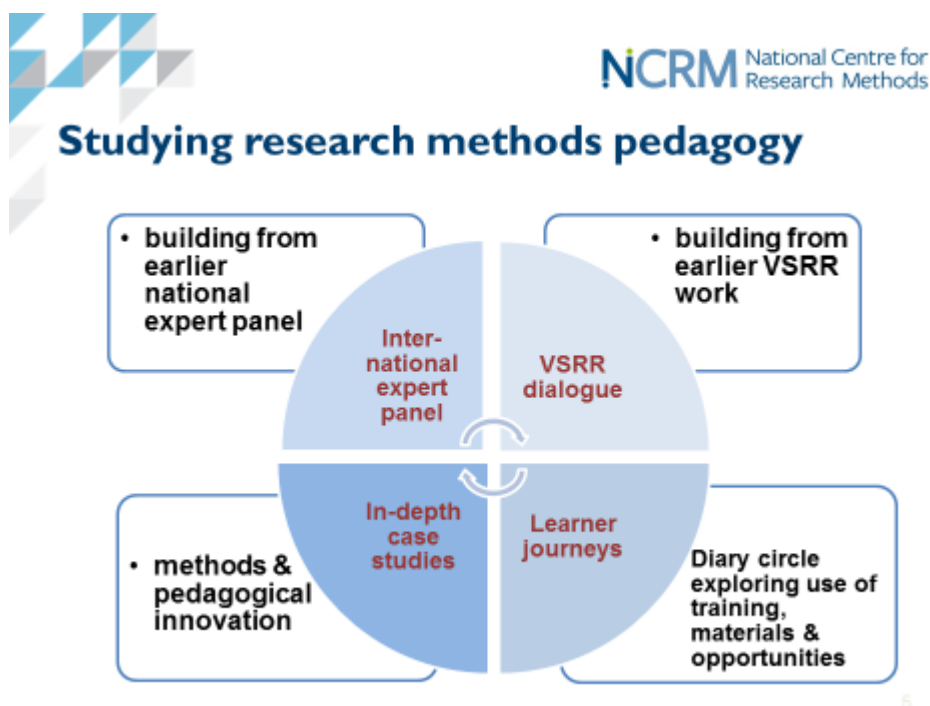 NCRM National Centre for
Research Methods
Studying research methods pedagogy
• building from
earlier
national
expert panel
• building from
earlier VSRR
work
Inter-
national
expert
panel
VSRR
dialogue
In-depth
case
studies
Learner
journeys
• methods &
pedagogical
innovation
Diary circle
exploring use of
training,
materials &
opportunities